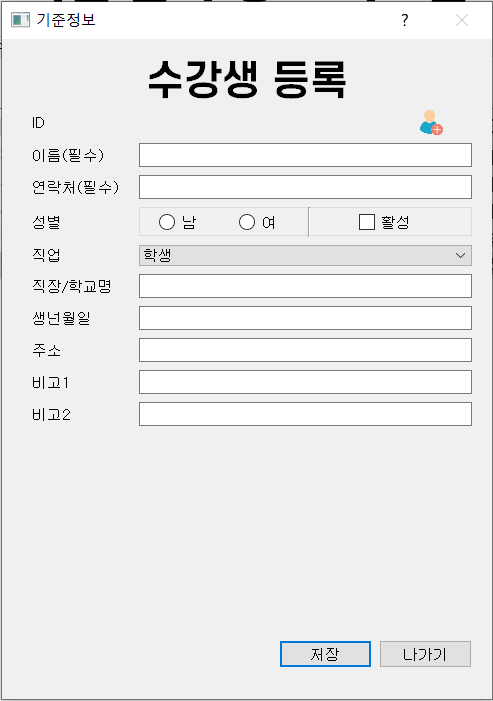 기준정보 ?
수강생 등록
ID
이름(필수)
연락처(필수)
성별 남 여 활성
직업 학생
직장/학교명
생넌월일
주소
비고1
비고2
저장 나가기